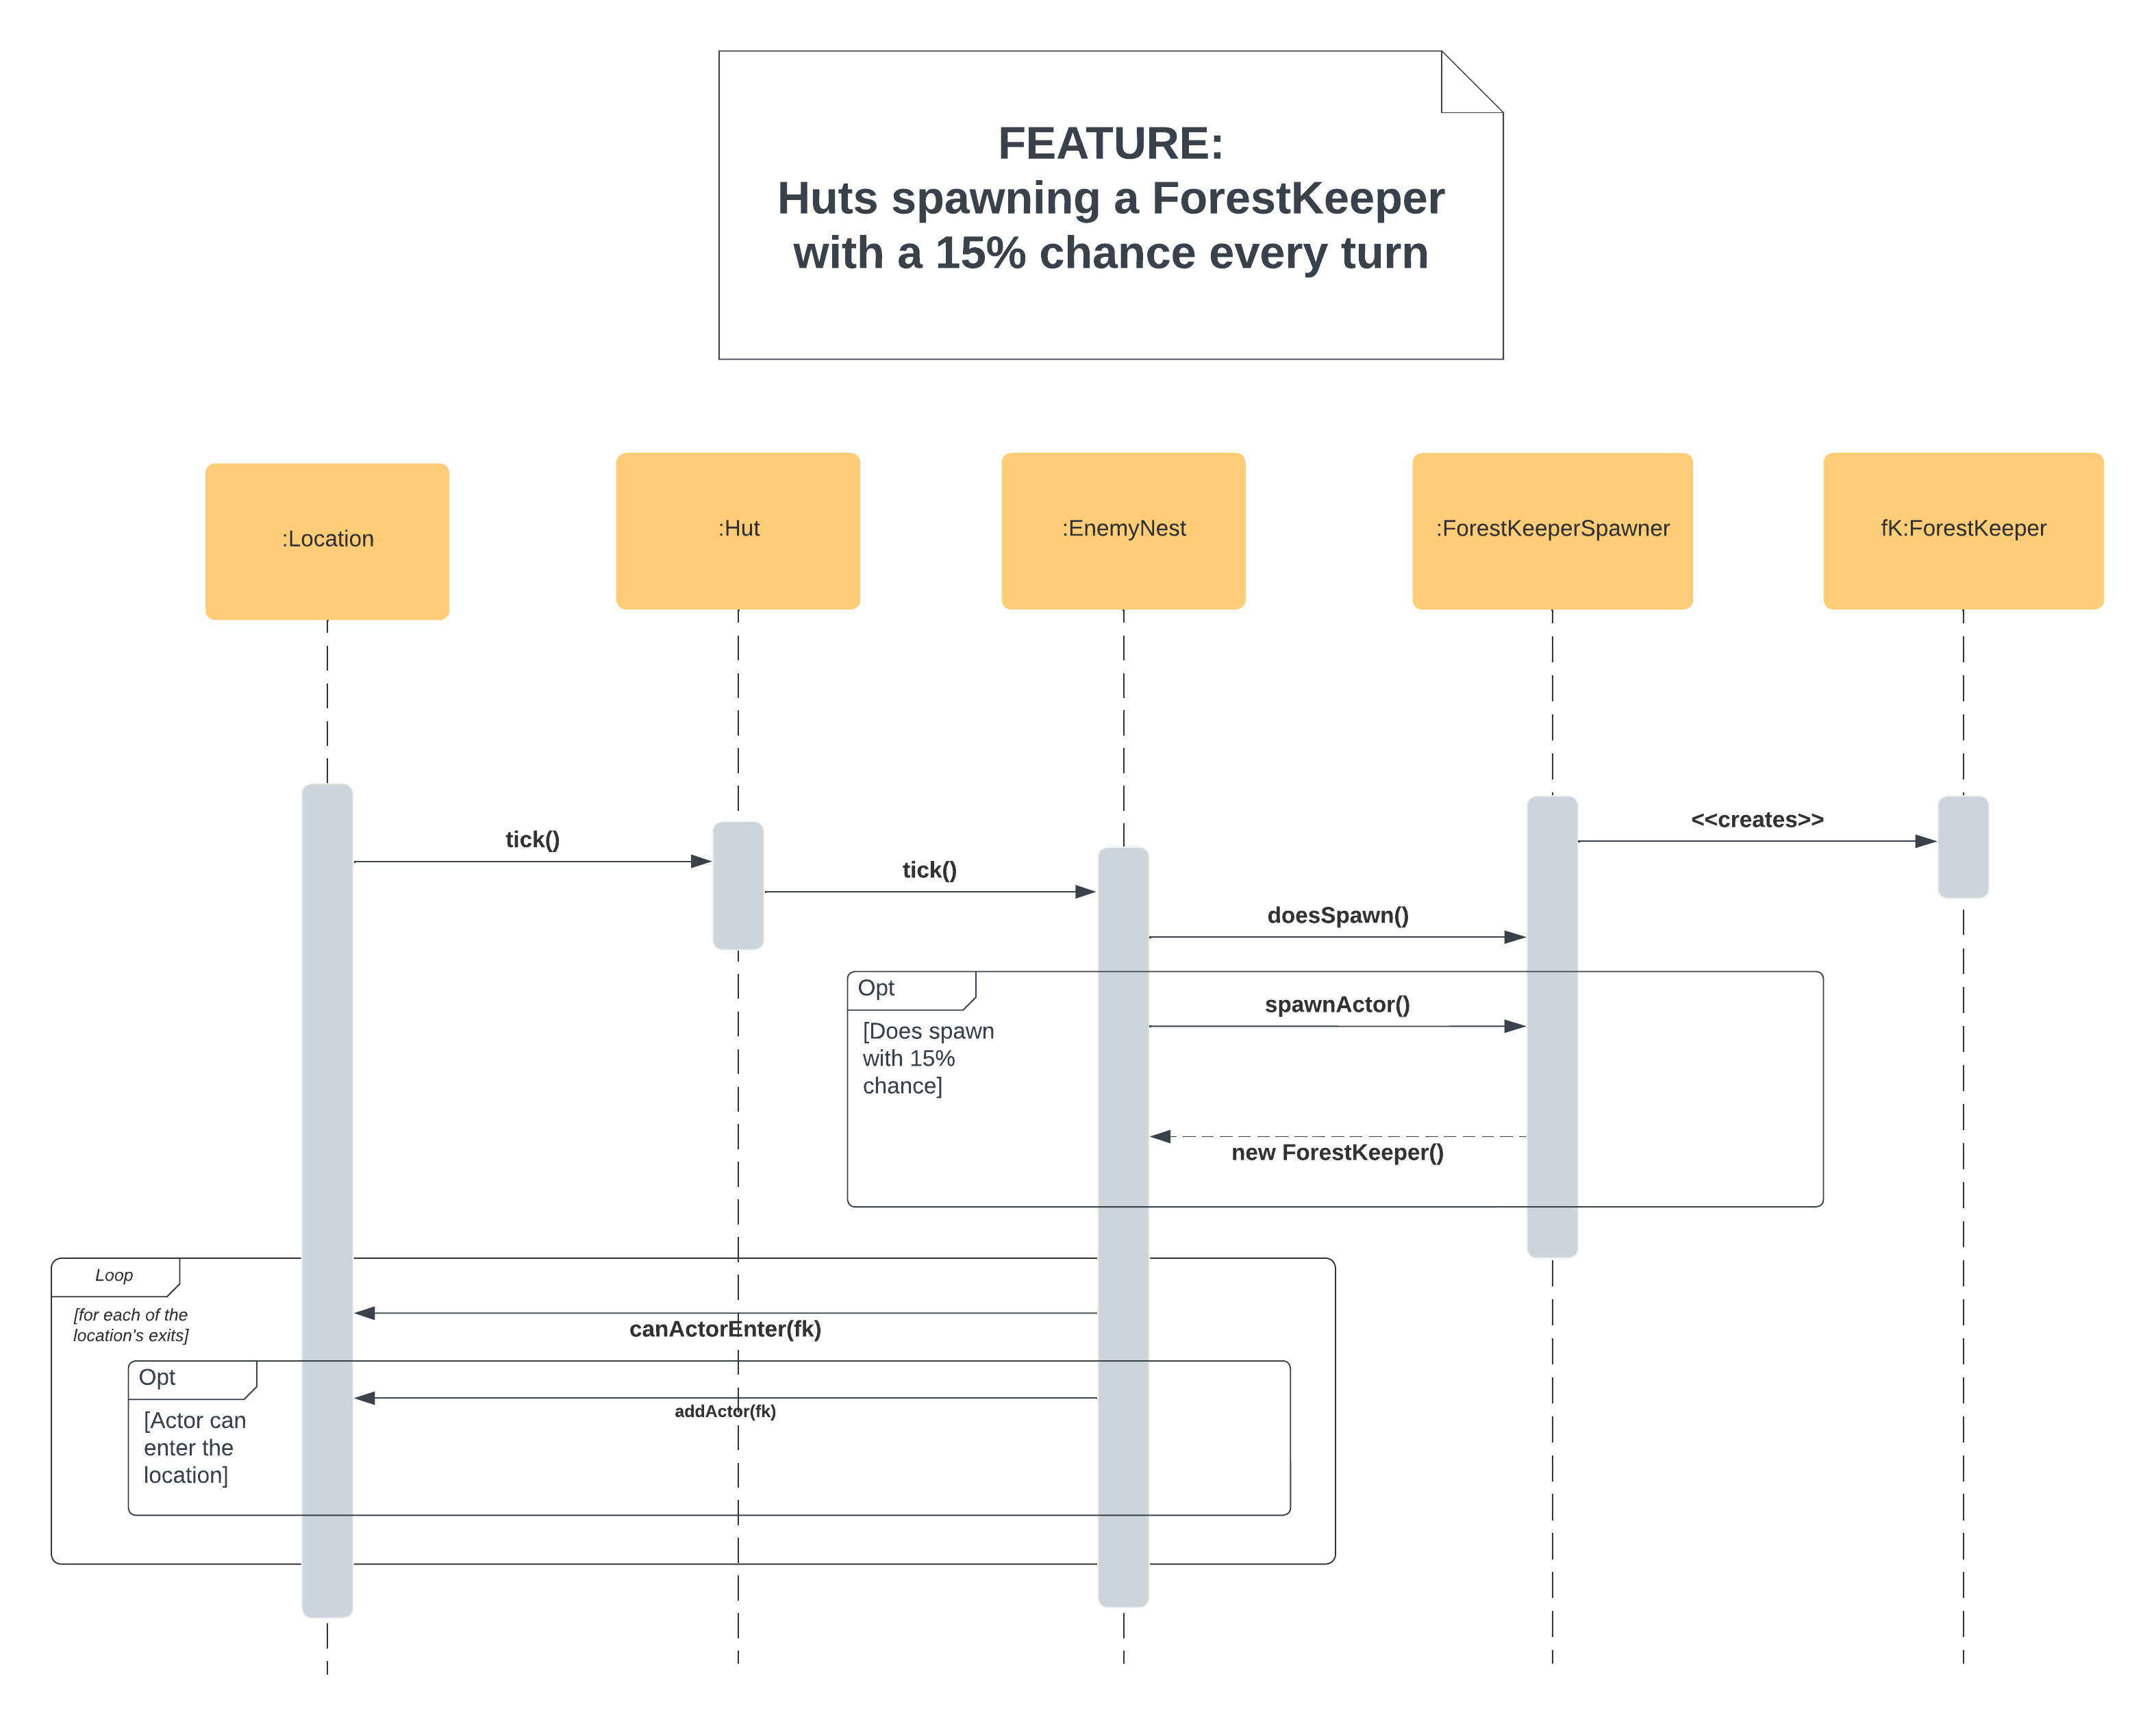 FEATURE:
Huts spawning a ForestKeeper
with a 15% chance every turn
:Location
:Hut
:EnemyNest
:ForestKeeperSpawner
fK:ForestKeeper
<<creates>>
tick()
tick()
doesSpawn()
Opt
[Does spawn
with 15%
chance]
spawnActor()
new ForestKeeper()
Loop
[for each of the
location's exits]
canActorEnter(fk)
Opt
[Actor can
enter the
location]
addActor(fk)